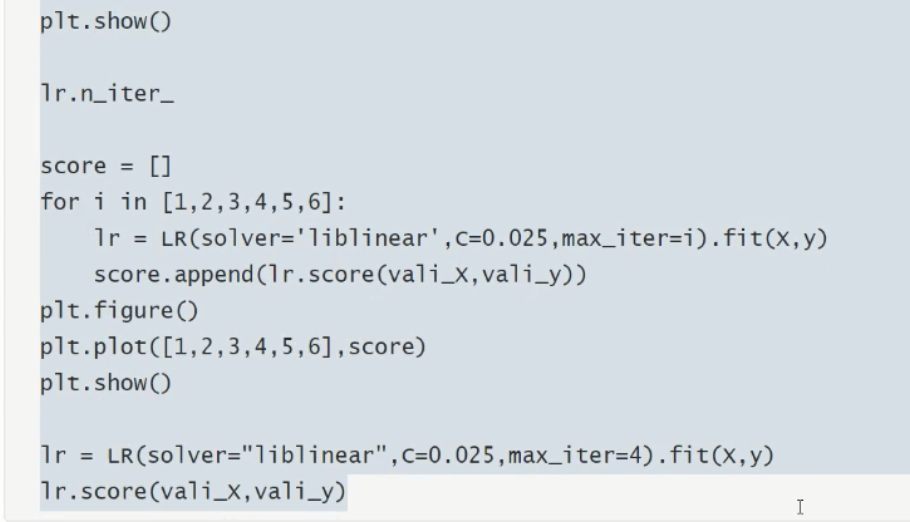 plt.show()
lr.n_iter_
score = []
for i in [1,2,3,4,5,6]:
    lr = LR(solver='liblinear',C=0.025,max_iter=i).fit(X,y)
    score.append(lr.score(vali_X,vali_y))
plt.figure()
plt.plot([1,2,3,4,5,6],score)
plt.show()
lr = LR(solver="liblinear",C=0.025,max_iter=4).fit(X,y)
lr.score(vali_X,vali_y)